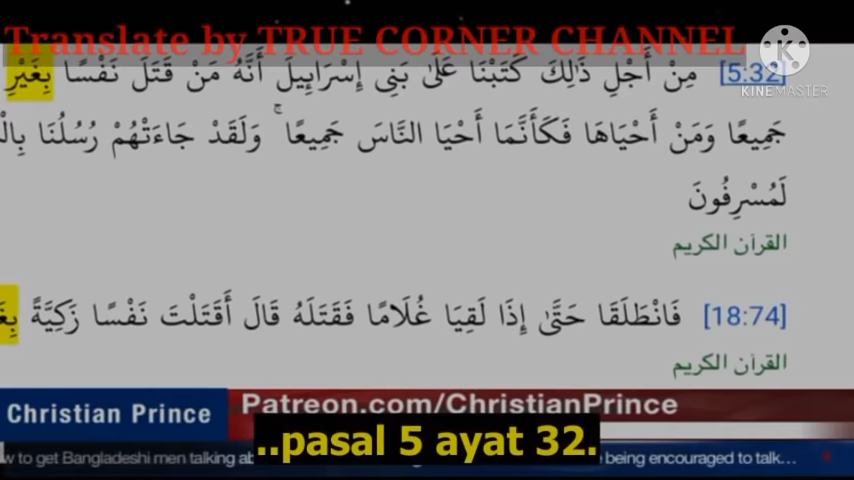 Translate by TRUE CORNER CHANNEL
KINEMASTER
[5:32] مِنْ أَجْلِ ذَالِكَ كَتَبْنَا عَلَىٰ بَنِى إِسْرَايِيلَ أَنَّهُ مَنْ قَتَلَ نَفْسًا بِغَيْرِ
جَمِيعًا وَمَنْ أَحْيَاهَا فَكَأَنَّمَا أَحْيَا النَّاسَ جَمِيعًا ۚ وَلَقَدْ جَاءَتْهُمْ رُسُلُنَا
لَمُسْرِفُونَ
القرآن الكريم
[18:74] فَانْطَلَقَا حَتَّىٰ إِذَا لَقِيَا غُلَامًا فَقَتَلَهُ قَالَ أَقَتَلْتَ نَفْسًا زَكِيَّةً
القرآن الكريم
Christian Prince
Patreon.com/ChristianPrince
..pasal 5 ayat 32.
to get Bangladeshi men talking being encouraged to talk...